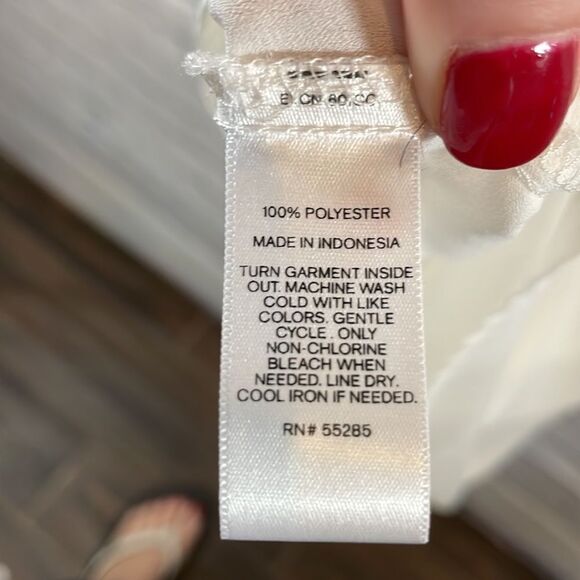 100% POLYESTER
MADE IN INDONESIA
TURN GARMENT INSIDE
OUT. MACHINE WASH
COLD WITH LIKE
COLORS. GENTLE
CYCLE . ONLY
NON-CHLORINE
BLEACH WHEN
NEEDED. LINE DRY.
COOL IRON IF NEEDED.
RN# 55285